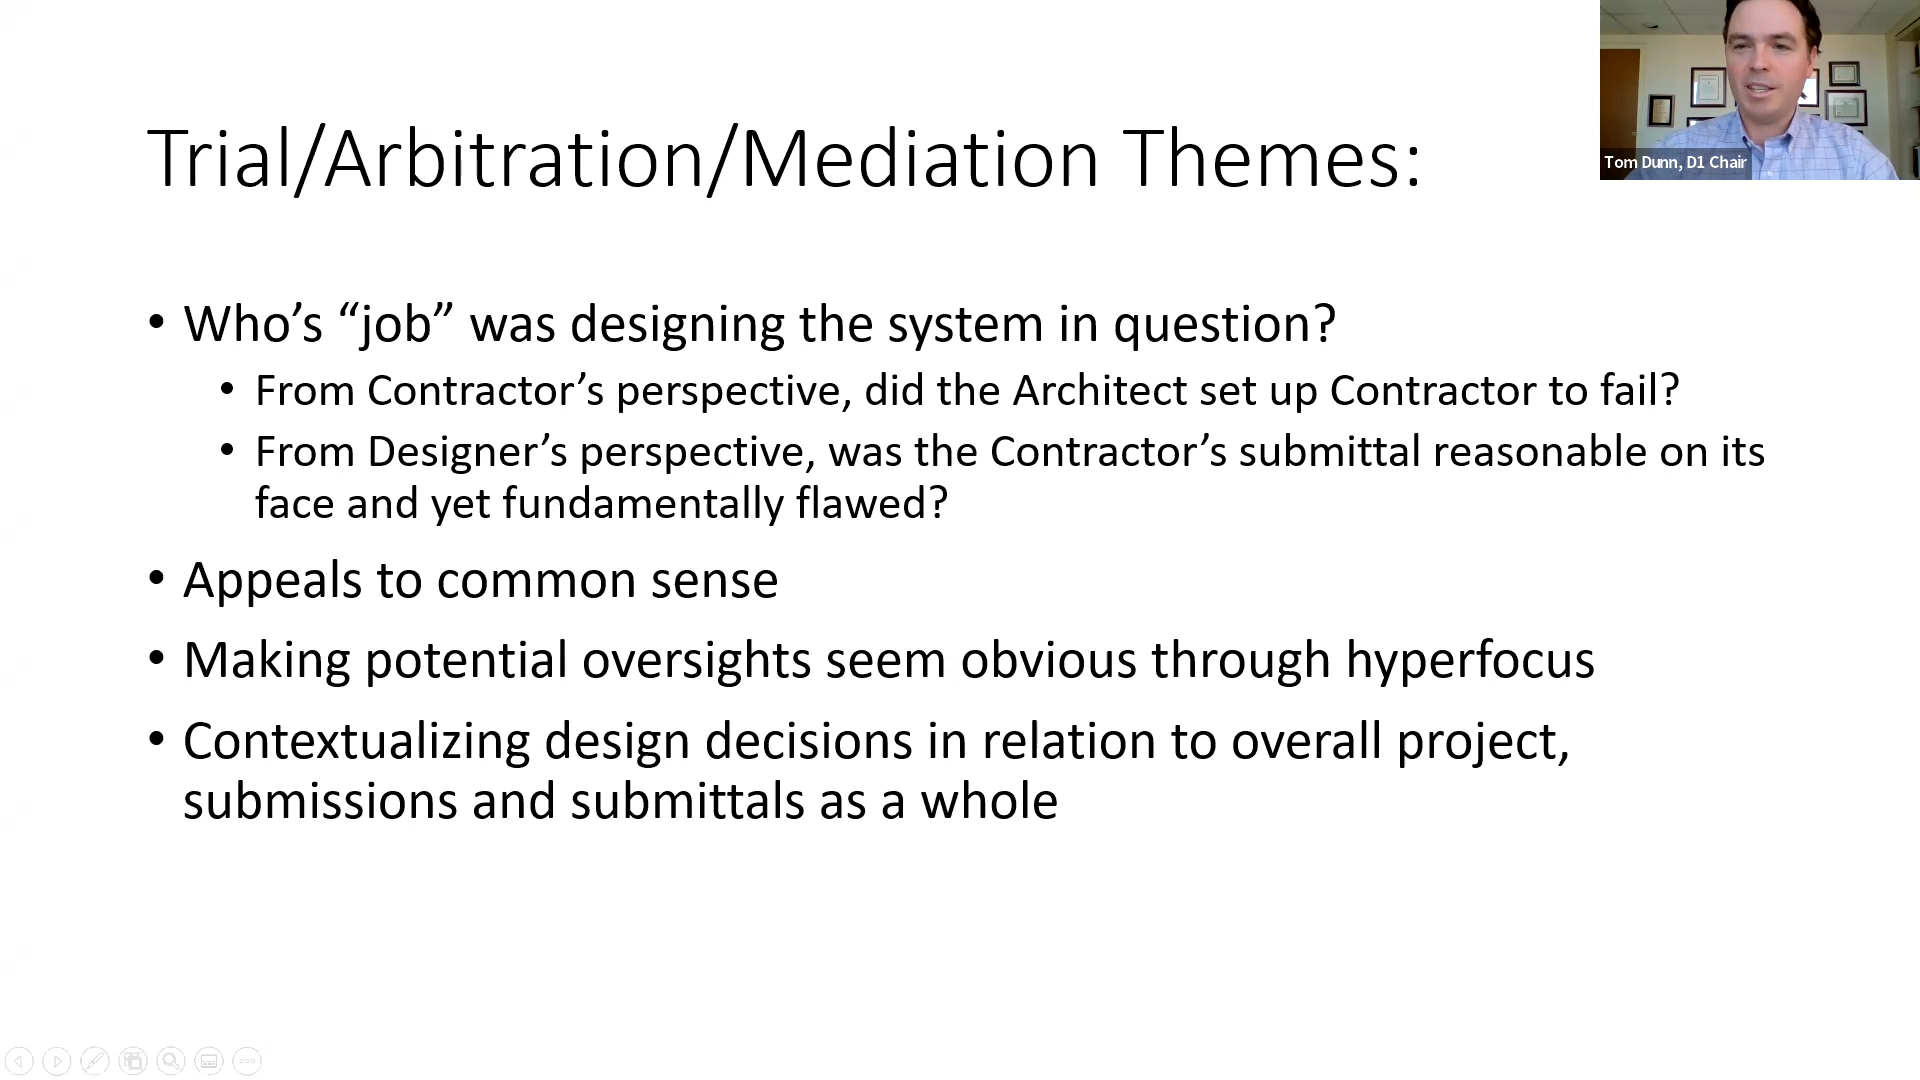 Trial/Arbitration/Mediation Themes:
Tom Dunn, D1 Chair
• Who’s “job” was designing the system in question?
• From Contractor’s perspective, did the Architect set up Contractor to fail?
• From Designer’s perspective, was the Contractor’s submittal reasonable on its
face and yet fundamentally flawed?
• Appeals to common sense
• Making potential oversights seem obvious through hyperfocus
• Contextualizing design decisions in relation to overall project,
submissions and submittals as a whole